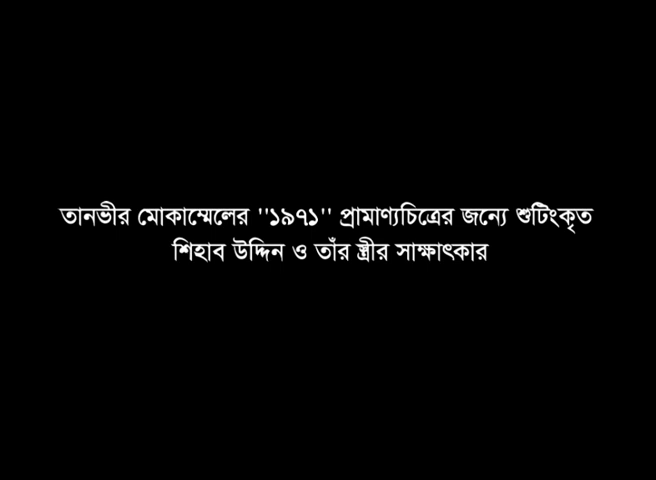 তানভীর মোকাম্মেলের ''১৯৭১'' প্রামাণ্যচিত্রের জন্যে শুটিংকৃত
শিহাব উদ্দিন ও তাঁর স্ত্রীর সাক্ষাৎকার